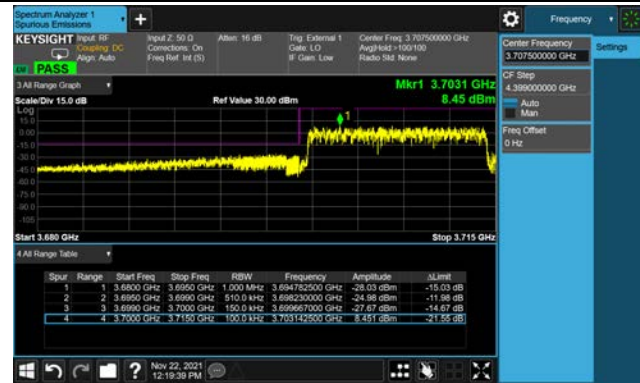 Spectrum Analyzer 1
Spurious Emissions
Frequency
KEYSIGHT Input: RF Input Z: 50 Ω Atten: 16 dB Trig: External 1 Center Freq: 3.707500000 GHz
Coupling: DC Corrections: On Gate: LO Avg|Hold >100/100
Align: Auto Freq Ref: Int (S) IF Gain: Low Radio Std: None
PASS
Center Frequency
3.707500000 GHz
Settings
CF Step
4.399000000 GHz
Auto
Man
Freq Offset
0 Hz
3 All Range Graph
Mkr1 3.7031 GHz
Scale/Div 15.0 dB Ref Value 30.00 dBm 8.45 dBm
Log
15.0
0.00
-15.0
-30.0
-45.0
-60.0
-75.0
-90.0
-105
1
Start 3.680 GHz Stop 3.715 GHz
4 All Range Table
Spur Range Start Freq Stop Freq RBW Frequency Amplitude ΔLimit
1 1 3.6800 GHz 3.6950 GHz 1.000 MHz 3.694782500 GHz -28.03 dBm -15.03 dB
2 2 3.6950 GHz 3.6990 GHz 510.0 kHz 3.698230000 GHz -24.98 dBm -11.98 dB
3 3 3.6990 GHz 3.7000 GHz 150.0 kHz 3.699667000 GHz -27.67 dBm -14.67 dB
4 4 3.7000 GHz 3.7150 GHz 100.0 kHz 3.703142500 GHz 8.451 dBm -21.55 dB
Nov 22, 2021
12:19:39 PM